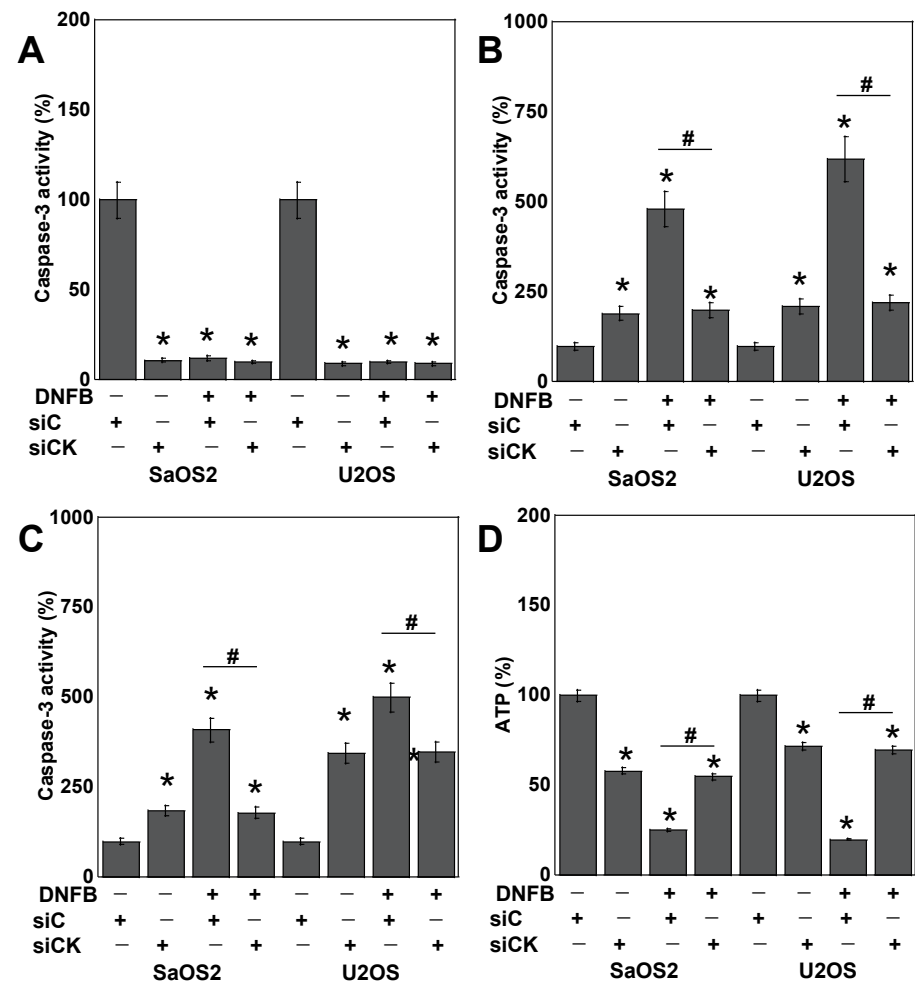 A
Caspase-3 activity (%)
200
150
100
50
0
* * * * * *
DNFB – – + + – – + +
siC + – + – + – + –
siCK – + – + – + – +
SaOS2 U2OS
B
Caspase-3 activity (%)
1000
750
500
250
0
# #
* * * * * *
DNFB – – + + – – + +
siC + – + – + – + –
siCK – + – + – + – +
SaOS2 U2OS
C
Caspase-3 activity (%)
1000
750
500
250
0
# #
* * * * * *
DNFB – – + + – – + +
siC + – + – + – + –
siCK – + – + – + – +
SaOS2 U2OS
D
ATP (%)
200
150
100
50
0
# #
* * * * * *
DNFB – – + + – – + +
siC + – + – + – + –
siCK – + – + – + – +
SaOS2 U2OS